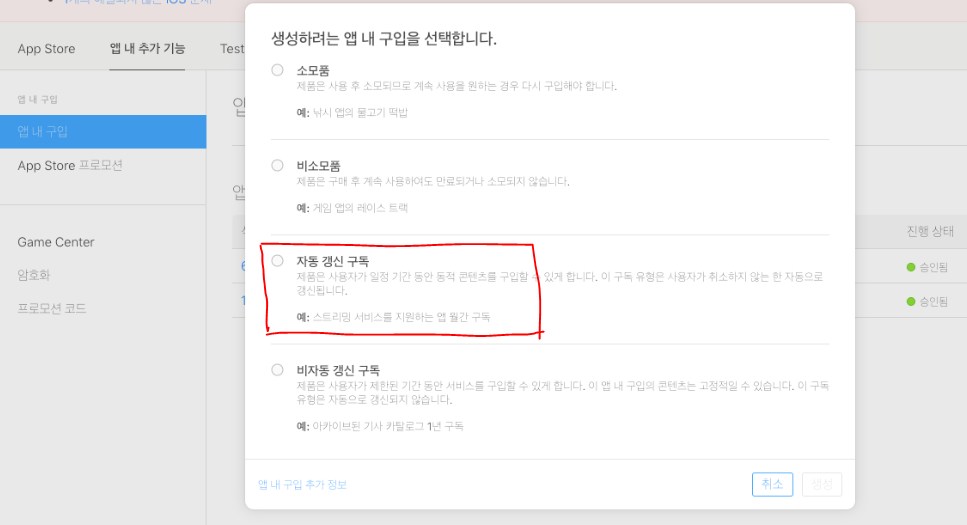 App Store
앱 내 추가 기능
Test
앱 내 구입
앱 내 구입
App Store 프로모션
Game Center
암호화
프로모션 코드
생성하려는 앱 내 구입을 선택합니다.
소모품
제품은 사용 후 소모되므로 계속 사용을 원하는 경우 다시 구입해야 합니다.
예: 낚시 앱의 물고기 떡밥
비소모품
제품은 구매 후 계속 사용하여도 만료되거나 소모되지 않습니다.
예: 게임 앱의 레이스 트랙
자동 갱신 구독
제품은 사용자가 일정 기간 동안 동적 콘텐츠를 구입할 수 있게 합니다. 이 구독 유형은 사용자가 취소하지 않는 한 자동으로
갱신됩니다.
예: 스트리밍 서비스를 지원하는 앱 월간 구독
비자동 갱신 구독
제품은 사용자가 제한된 기간 동안 서비스를 구입할 수 있게 합니다. 이 앱 내 구입의 콘텐츠는 고정적일 수 있습니다. 이 구독
유형은 자동으로 갱신되지 않습니다.
예: 아카이브된 기사 카탈로그 1년 구독
앱 내 구입 추가 정보
취소
생성
진행 상태
승인됨
승인됨